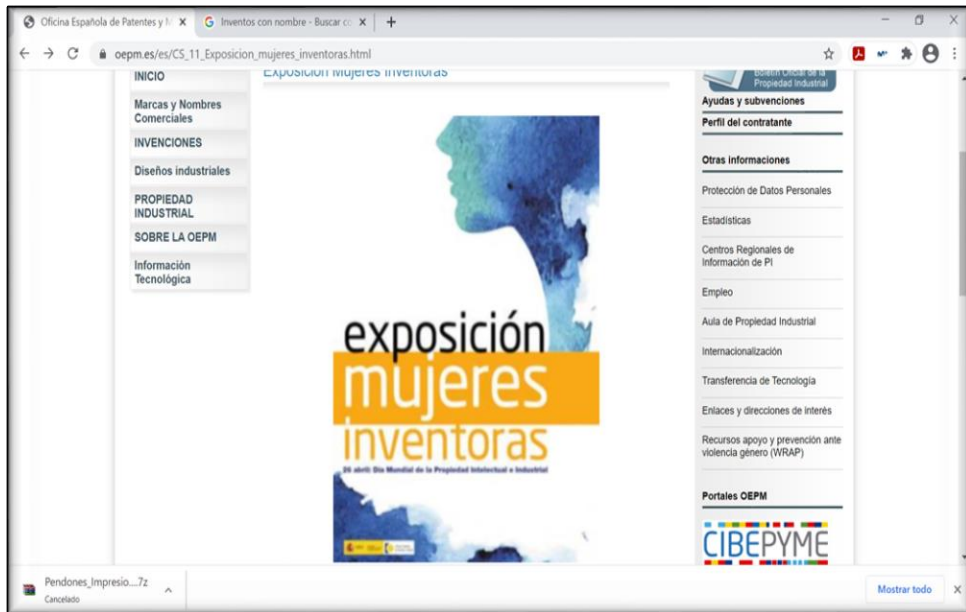 Oficina Española de Patentes y M
Inventos con nombre - Buscar co
oepm.es/es/CS_11_Exposicion_mujeres_inventoras.html
INICIO
Marcas y Nombres
Comerciales
INVENCIONES
Diseños industriales
PROPIEDAD
INDUSTRIAL
SOBRE LA OEPM
Información
Tecnológica
Exposición Mujeres Inventoras
exposición
mujeres
inventoras
26 abril: Día Mundial de la Propiedad Intelectual e Industrial
Boletín Oficial de la
Propiedad Industrial
Ayudas y subvenciones
Perfil del contratante
Otras informaciones
Protección de Datos Personales
Estadísticas
Centros Regionales de
Información de PI
Empleo
Aula de Propiedad Industrial
Internacionalización
Transferencia de Tecnología
Enlaces y direcciones de interés
Recursos apoyo y prevención ante
violencia género (WRAP)
Portales OEPM
CIBEPYME
Pendones_Impresio....7z
Cancelado
Mostrar todo